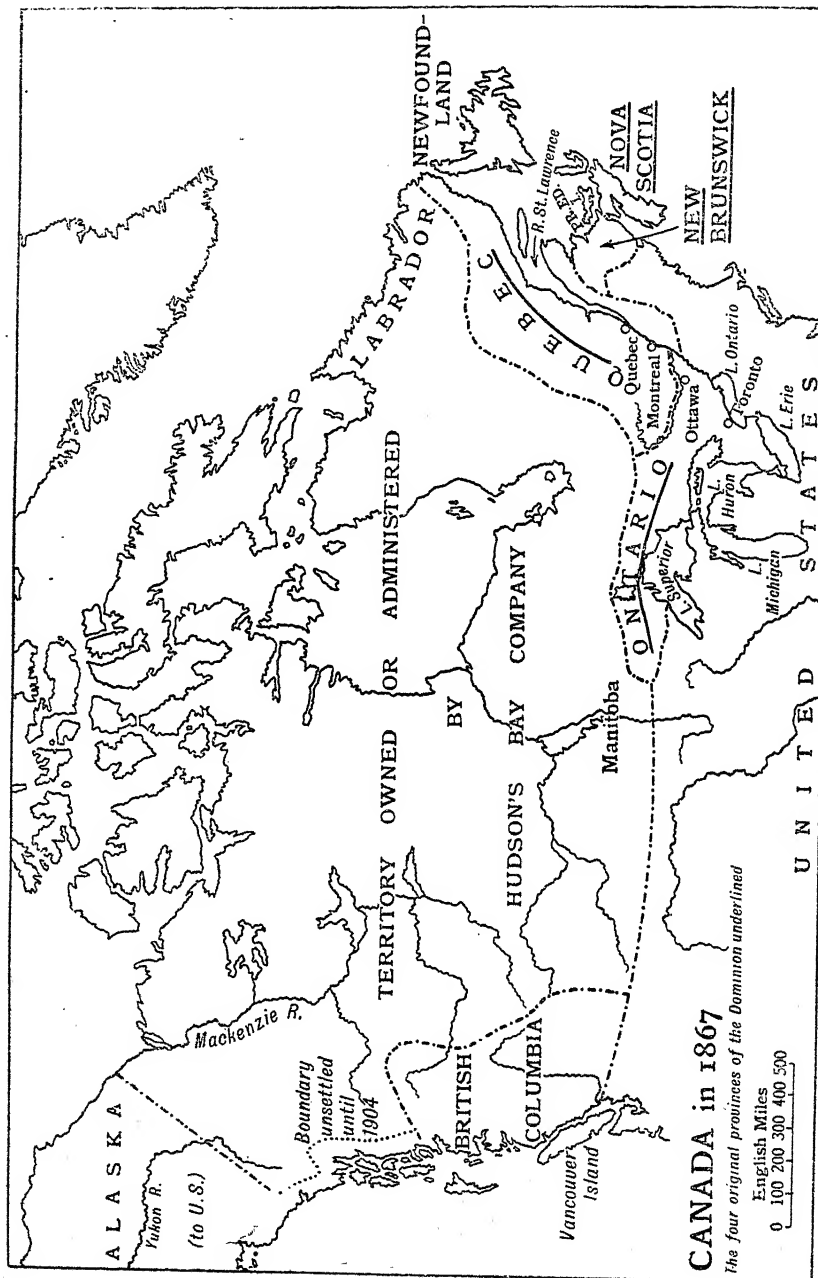 ALASKA
Yukon R.
(to U.S.)
Mackenzie R.
Boundary
unsettled
until
1904
TERRITORY OWNED OR ADMINISTERED
BY
HUDSON'S BAY COMPANY
BRITISH
COLUMBIA
Vancouver
Island
Manitoba
LABRADOR
NEWFOUND-
LAND
QUEBEC
R. St. Lawrence
PR. ED. I.
NOVA
SCOTIA
NEW
BRUNSWICK
Quebec
Montreal
Ottawa
ONTARIO
L. Ontario
Toronto
L. Erie
L.
Huron
L. Superior
L.
Michigan
UNITED STATES
CANADA in 1867
The four original provinces of the Dominion underlined
English Miles
0 100 200 300 400 500